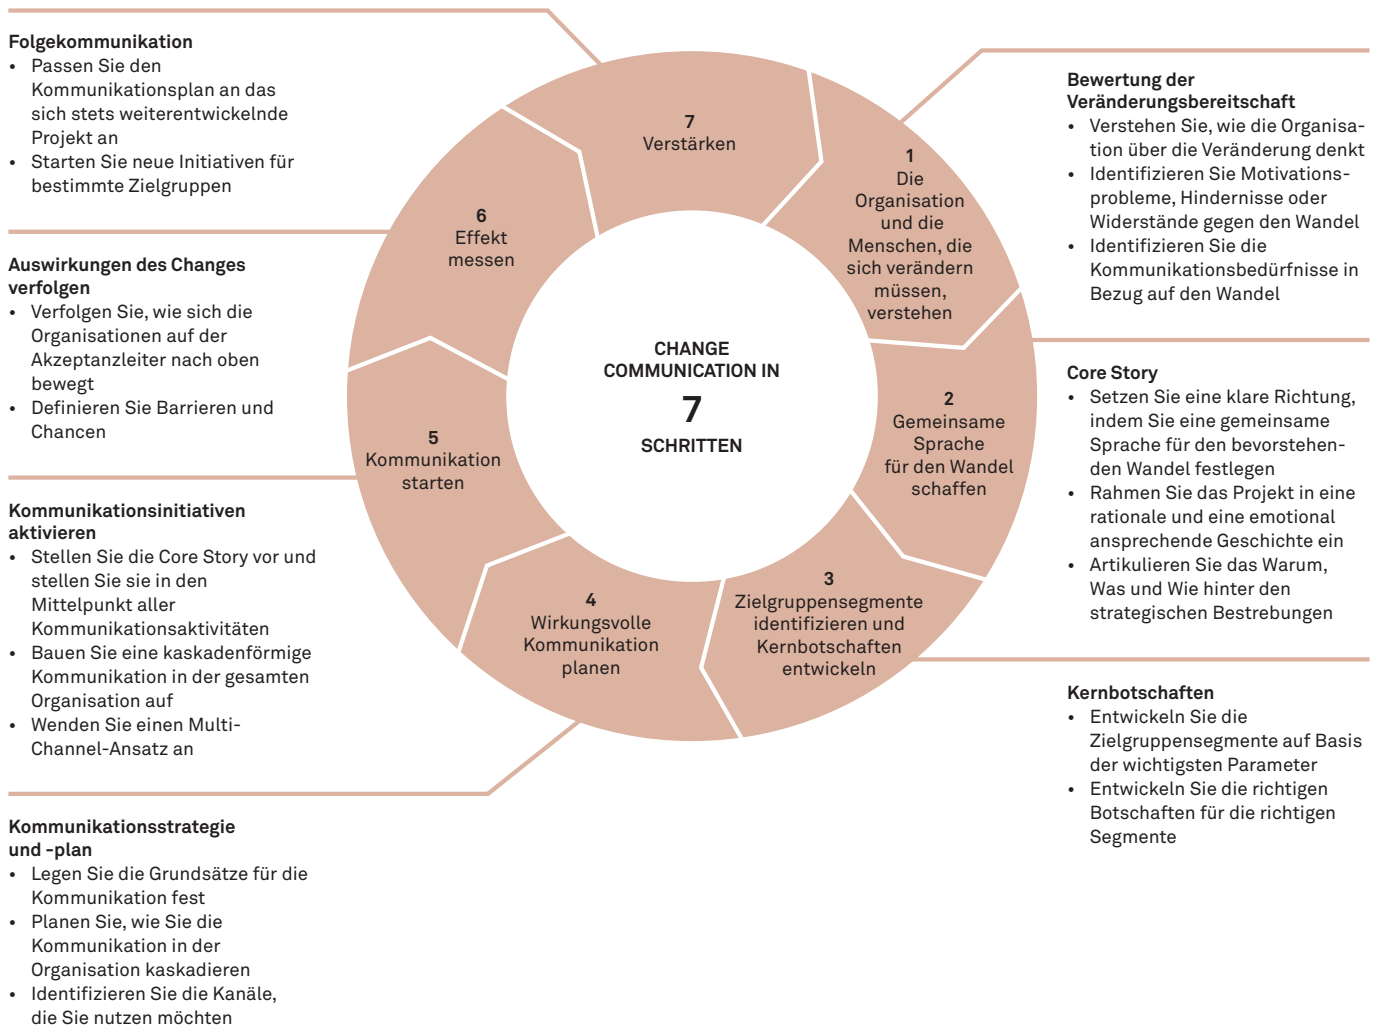 CHANGE
COMMUNICATION IN
7
SCHRITTEN
1
Die
Organisation
und die
Menschen, die
sich verändern
müssen,
verstehen
2
Gemeinsame
Sprache
für den Wandel
schaffen
3
Zielgruppensegmente
identifizieren und
Kernbotschaften
entwickeln
4
Wirkungsvolle
Kommunikation
planen
5
Kommunikation
starten
6
Effekt
messen
7
Verstärken
Bewertung der
Veränderungsbereitschaft
• Verstehen Sie, wie die Organisa-
tion über die Veränderung denkt
• Identifizieren Sie Motivations-
probleme, Hindernisse oder
Widerstände gegen den Wandel
• Identifizieren Sie die
Kommunikationsbedürfnisse in
Bezug auf den Wandel
Core Story
• Setzen Sie eine klare Richtung,
indem Sie eine gemeinsame
Sprache für den bevorstehen-
den Wandel festlegen
• Rahmen Sie das Projekt in eine
rationale und eine emotional
ansprechende Geschichte ein
• Artikulieren Sie das Warum,
Was und Wie hinter den
strategischen Bestrebungen
Kernbotschaften
• Entwickeln Sie die
Zielgruppensegmente auf Basis
der wichtigsten Parameter
• Entwickeln Sie die richtigen
Botschaften für die richtigen
Segmente
Kommunikationsstrategie
und -plan
• Legen Sie die Grundsätze für die
Kommunikation fest
• Planen Sie, wie Sie die
Kommunikation in der
Organisation kaskadieren
• Identifizieren Sie die Kanäle,
die Sie nutzen möchten
Kommunikationsinitiativen
aktivieren
• Stellen Sie die Core Story vor und
stellen Sie sie in den
Mittelpunkt aller
Kommunikationsaktivitäten
• Bauen Sie eine kaskadenförmige
Kommunikation in der gesamten
Organisation auf
• Wenden Sie einen Multi-
Channel-Ansatz an
Auswirkungen des Changes
verfolgen
• Verfolgen Sie, wie sich die
Organisationen auf der
Akzeptanzleiter nach oben
bewegt
• Definieren Sie Barrieren und
Chancen
Folgekommunikation
• Passen Sie den
Kommunikationsplan an das
sich stets weiterentwickelnde
Projekt an
• Starten Sie neue Initiativen für
bestimmte Zielgruppen